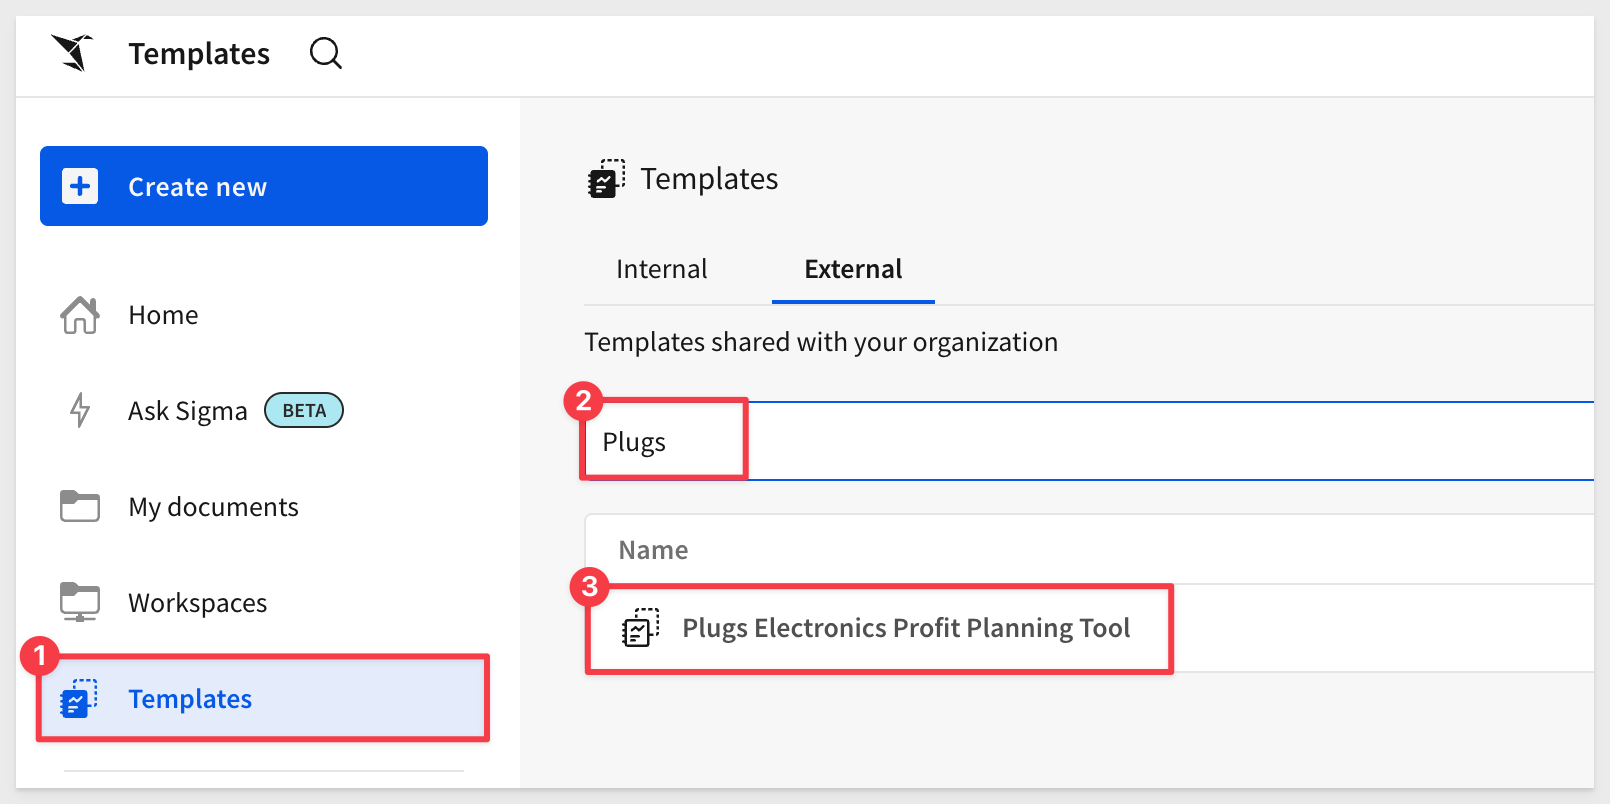 Templates
Create new
Home
Ask Sigma BETA
My documents
Workspaces
1
Templates
Templates
Internal External
Templates shared with your organization
2
Plugs
Name
3
Plugs Electronics Profit Planning Tool